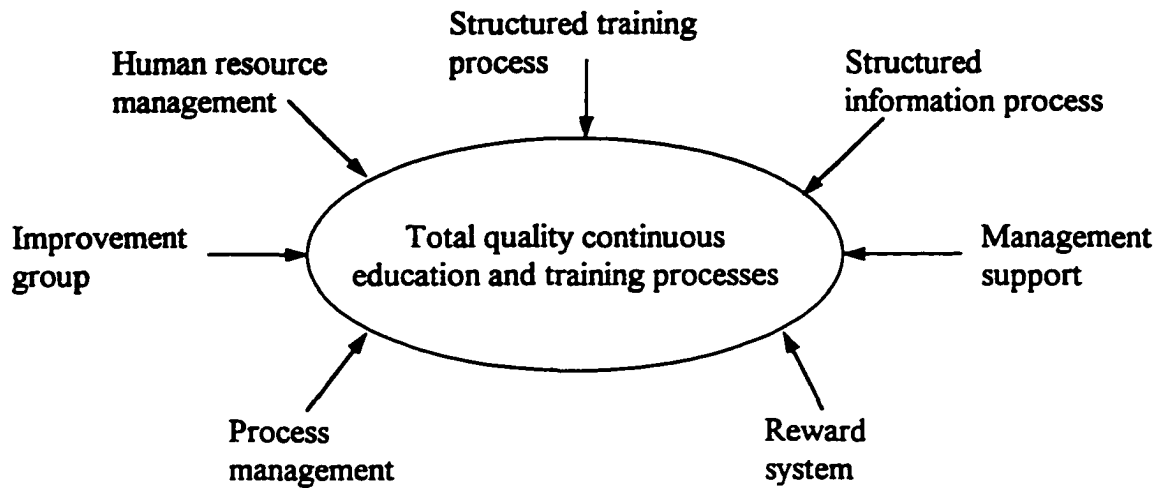 Structured training
process
Human resource
management
Structured
information process
Improvement
group
Total quality continuous
education and training processes
Management
support
Process
management
Reward
system